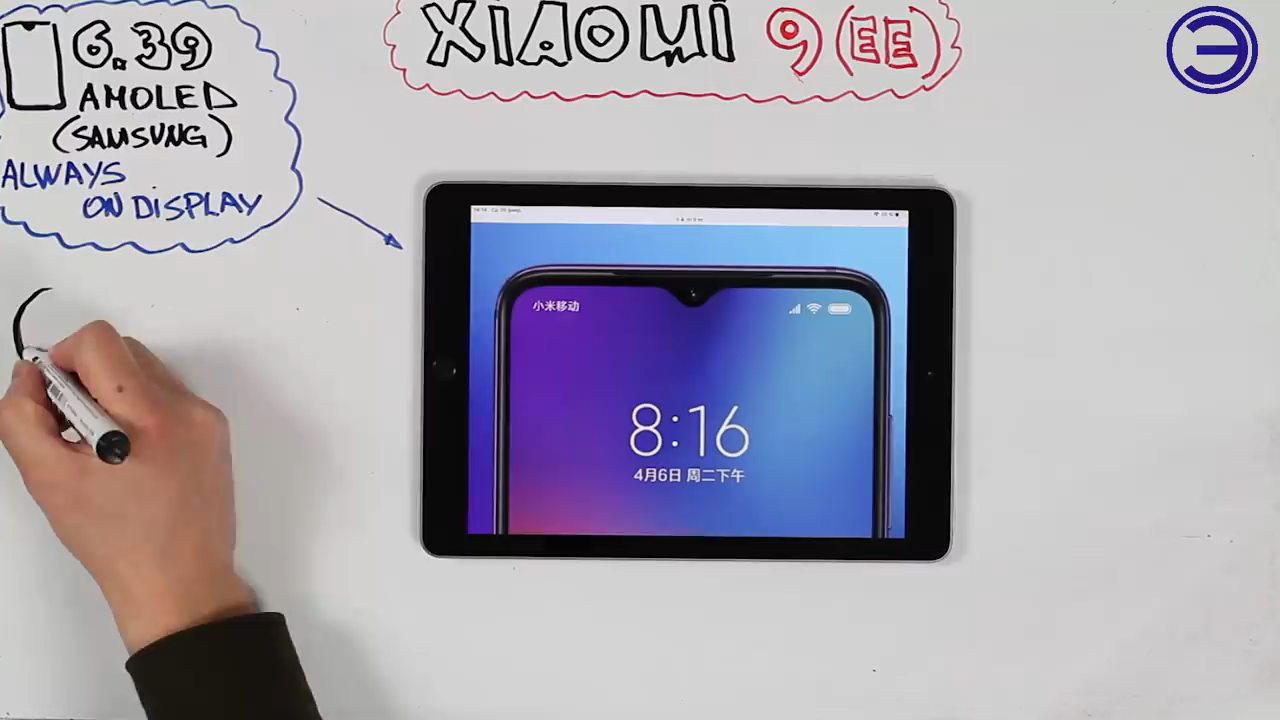 XIAOMI 9 (EE)
6.39
AMOLED
(SAMSUNG)
ALWAYS
ON DISPLAY
小米移动
8:16
4月6日 周二下午
Э